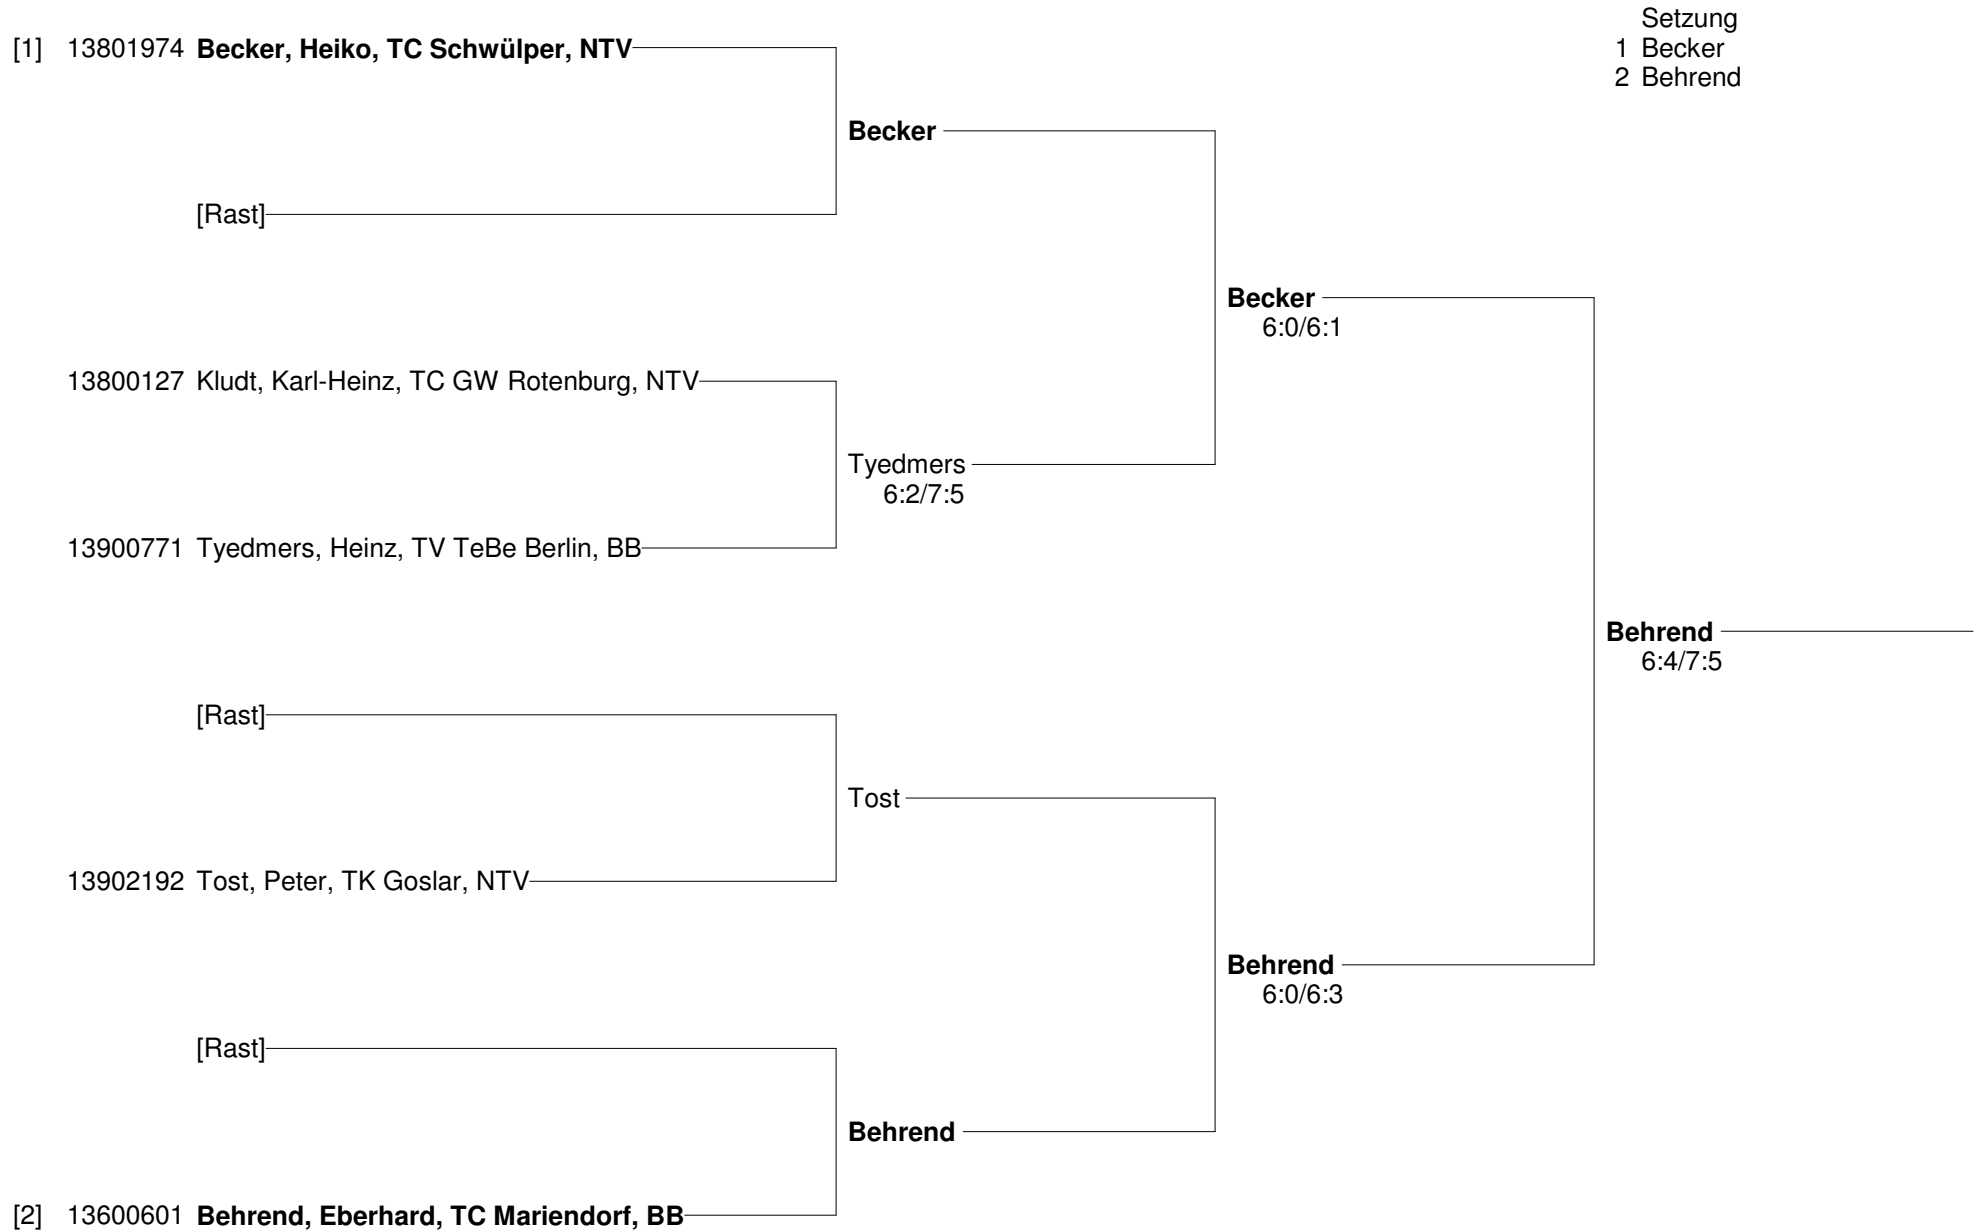 Setzung
1 Becker
2 Behrend
[1] 13801974 Becker, Heiko, TC Schwülper, NTV
Becker
[Rast]
Becker
6:0/6:1
13800127 Kludt, Karl-Heinz, TC GW Rotenburg, NTV
Tyedmers
6:2/7:5
13900771 Tyedmers, Heinz, TV TeBe Berlin, BB
Behrend
6:4/7:5
[Rast]
Tost
13902192 Tost, Peter, TK Goslar, NTV
Behrend
6:0/6:3
[Rast]
Behrend
[2] 13600601 Behrend, Eberhard, TC Mariendorf, BB